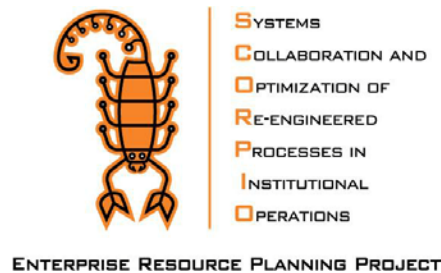 SYSTEMS
COLLABORATION AND
OPTIMIZATION OF
RE-ENGINEERED
PROCESSES IN
INSTITUTIONAL
OPERATIONS
ENTERPRISE RESOURCE PLANNING PROJECT